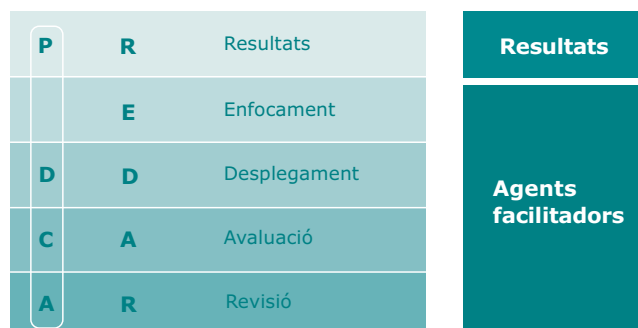 P R Resultats
E Enfocament
D D Desplegament
C A Avaluació
A R Revisió
Resultats
Agents
facilitadors